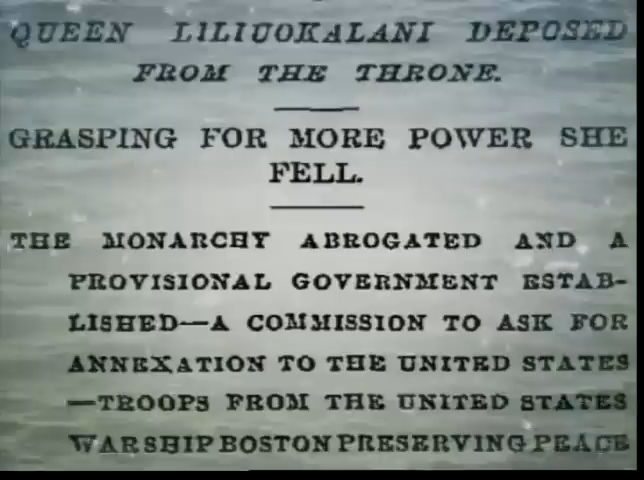 QUEEN LILIUOKALANI DEPOSED
FROM THE THRONE.
GRASPING FOR MORE POWER SHE
FELL.
THE MONARCHY ABROGATED AND A
PROVISIONAL GOVERNMENT ESTAB-
LISHED—A COMMISSION TO ASK FOR
ANNEXATION TO THE UNITED STATES
—TROOPS FROM THE UNITED STATES
WARSHIP BOSTON PRESERVING PEACE